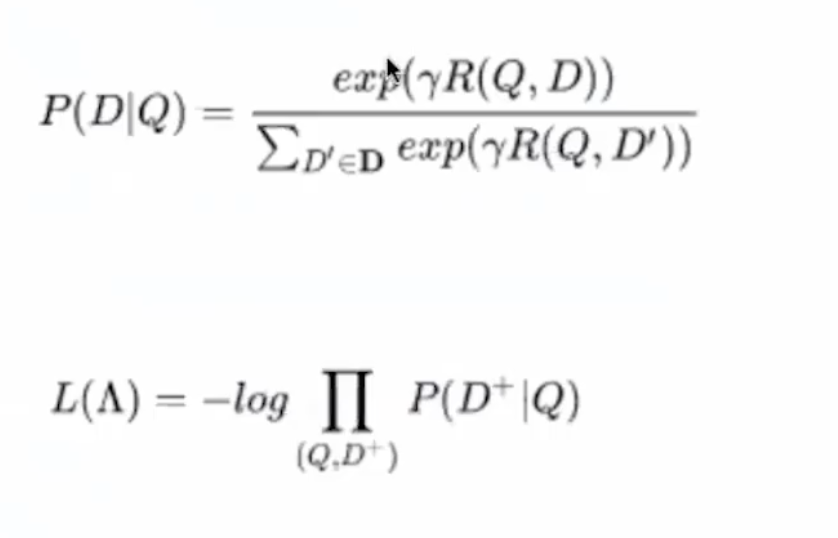 P(D|Q) = exp(γR(Q, D)) / ∑_{D′∈𝐃} exp(γR(Q, D′))
L(Λ) = −log ∏_{(Q,D⁺)} P(D⁺|Q)